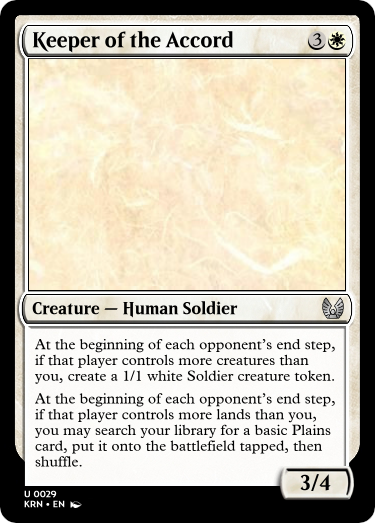 Keeper of the Accord 3
Creature — Human Soldier
At the beginning of each opponent's end step,
if that player controls more creatures than
you, create a 1/1 white Soldier creature token.
At the beginning of each opponent's end step,
if that player controls more lands than you,
you may search your library for a basic Plains
card, put it onto the battlefield tapped, then
shuffle.
3/4
U 0029
KRN • EN